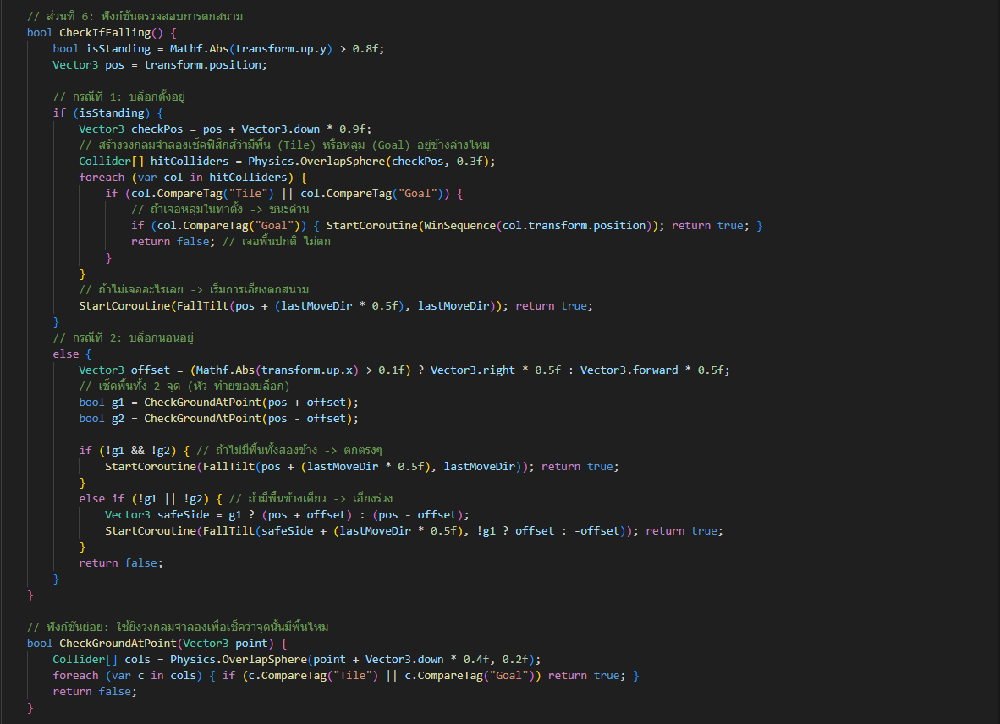 // ส่วนที่ 6: ฟังก์ชันตรวจสอบการตกสนาม
bool CheckIfFalling() {
    bool isStanding = Mathf.Abs(transform.up.y) > 0.8f;
    Vector3 pos = transform.position;

    // กรณีที่ 1: บล็อกตั้งอยู่
    if (isStanding) {
        Vector3 checkPos = pos + Vector3.down * 0.9f;
        // สร้างวงกลมจำลองเช็คฟิสิกส์ว่ามีพื้น (Tile) หรือหลุม (Goal) อยู่ข้างล่างไหม
        Collider[] hitColliders = Physics.OverlapSphere(checkPos, 0.3f);
        foreach (var col in hitColliders) {
            if (col.CompareTag("Tile") || col.CompareTag("Goal")) {
                // ถ้าเจอหลุมในท่าตั้ง -> ชนะด่าน
                if (col.CompareTag("Goal")) { StartCoroutine(WinSequence(col.transform.position)); return true; }
                return false; // เจอพื้นปกติ ไม่ตก
            }
        }
        // ถ้าไม่เจออะไรเลย -> เริ่มการเอียงตกสนาม
        StartCoroutine(FallTilt(pos + (lastMoveDir * 0.5f), lastMoveDir)); return true;
    }
    // กรณีที่ 2: บล็อกนอนอยู่
    else {
        Vector3 offset = (Mathf.Abs(transform.up.x) > 0.1f) ? Vector3.right * 0.5f : Vector3.forward * 0.5f;
        // เช็คพื้นทั้ง 2 จุด (หัว-ท้ายของบล็อก)
        bool g1 = CheckGroundAtPoint(pos + offset);
        bool g2 = CheckGroundAtPoint(pos - offset);

        if (!g1 && !g2) { // ถ้าไม่มีพื้นทั้งสองข้าง -> ตกตรงๆ
            StartCoroutine(FallTilt(pos + (lastMoveDir * 0.5f), lastMoveDir)); return true;
        }
        else if (!g1 || !g2) { // ถ้ามีพื้นข้างเดียว -> เอียงร่วง
            Vector3 safeSide = g1 ? (pos + offset) : (pos - offset);
            StartCoroutine(FallTilt(safeSide + (lastMoveDir * 0.5f), !g1 ? offset : -offset)); return true;
        }
        return false;
    }
}

// ฟังก์ชันย่อย: ใช้ยิงวงกลมจำลองเพื่อเช็คว่าจุดนั้นมีพื้นไหม
bool CheckGroundAtPoint(Vector3 point) {
    Collider[] cols = Physics.OverlapSphere(point + Vector3.down * 0.4f, 0.2f);
    foreach (var c in cols) { if (c.CompareTag("Tile") || c.CompareTag("Goal")) return true; }
    return false;
}